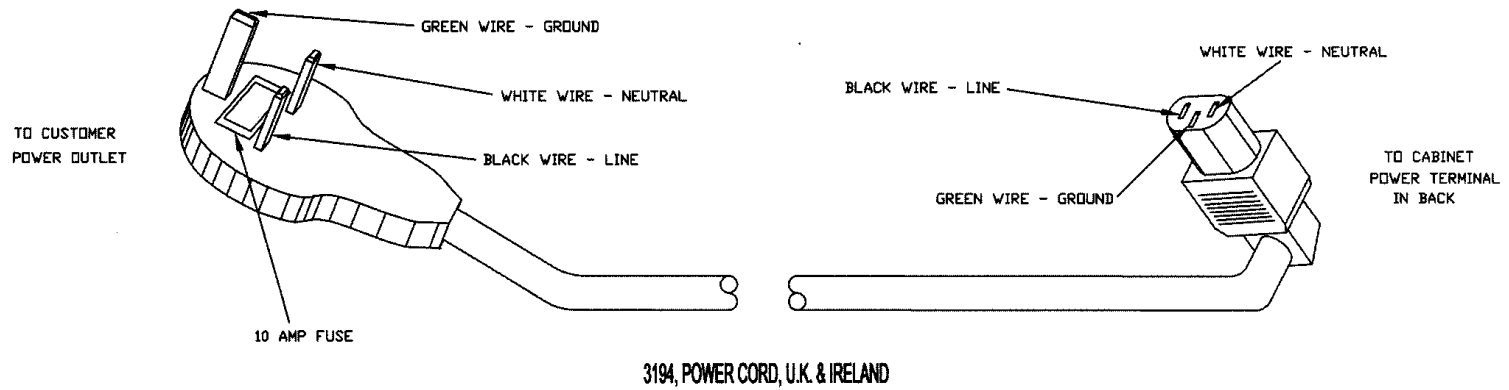 GREEN WIRE - GROUND
WHITE WIRE - NEUTRAL
BLACK WIRE - LINE
TO CUSTOMER
POWER OUTLET
10 AMP FUSE
WHITE WIRE - NEUTRAL
BLACK WIRE - LINE
GREEN WIRE - GROUND
TO CABINET
POWER TERMINAL
IN BACK
3194, POWER CORD, U.K. & IRELAND